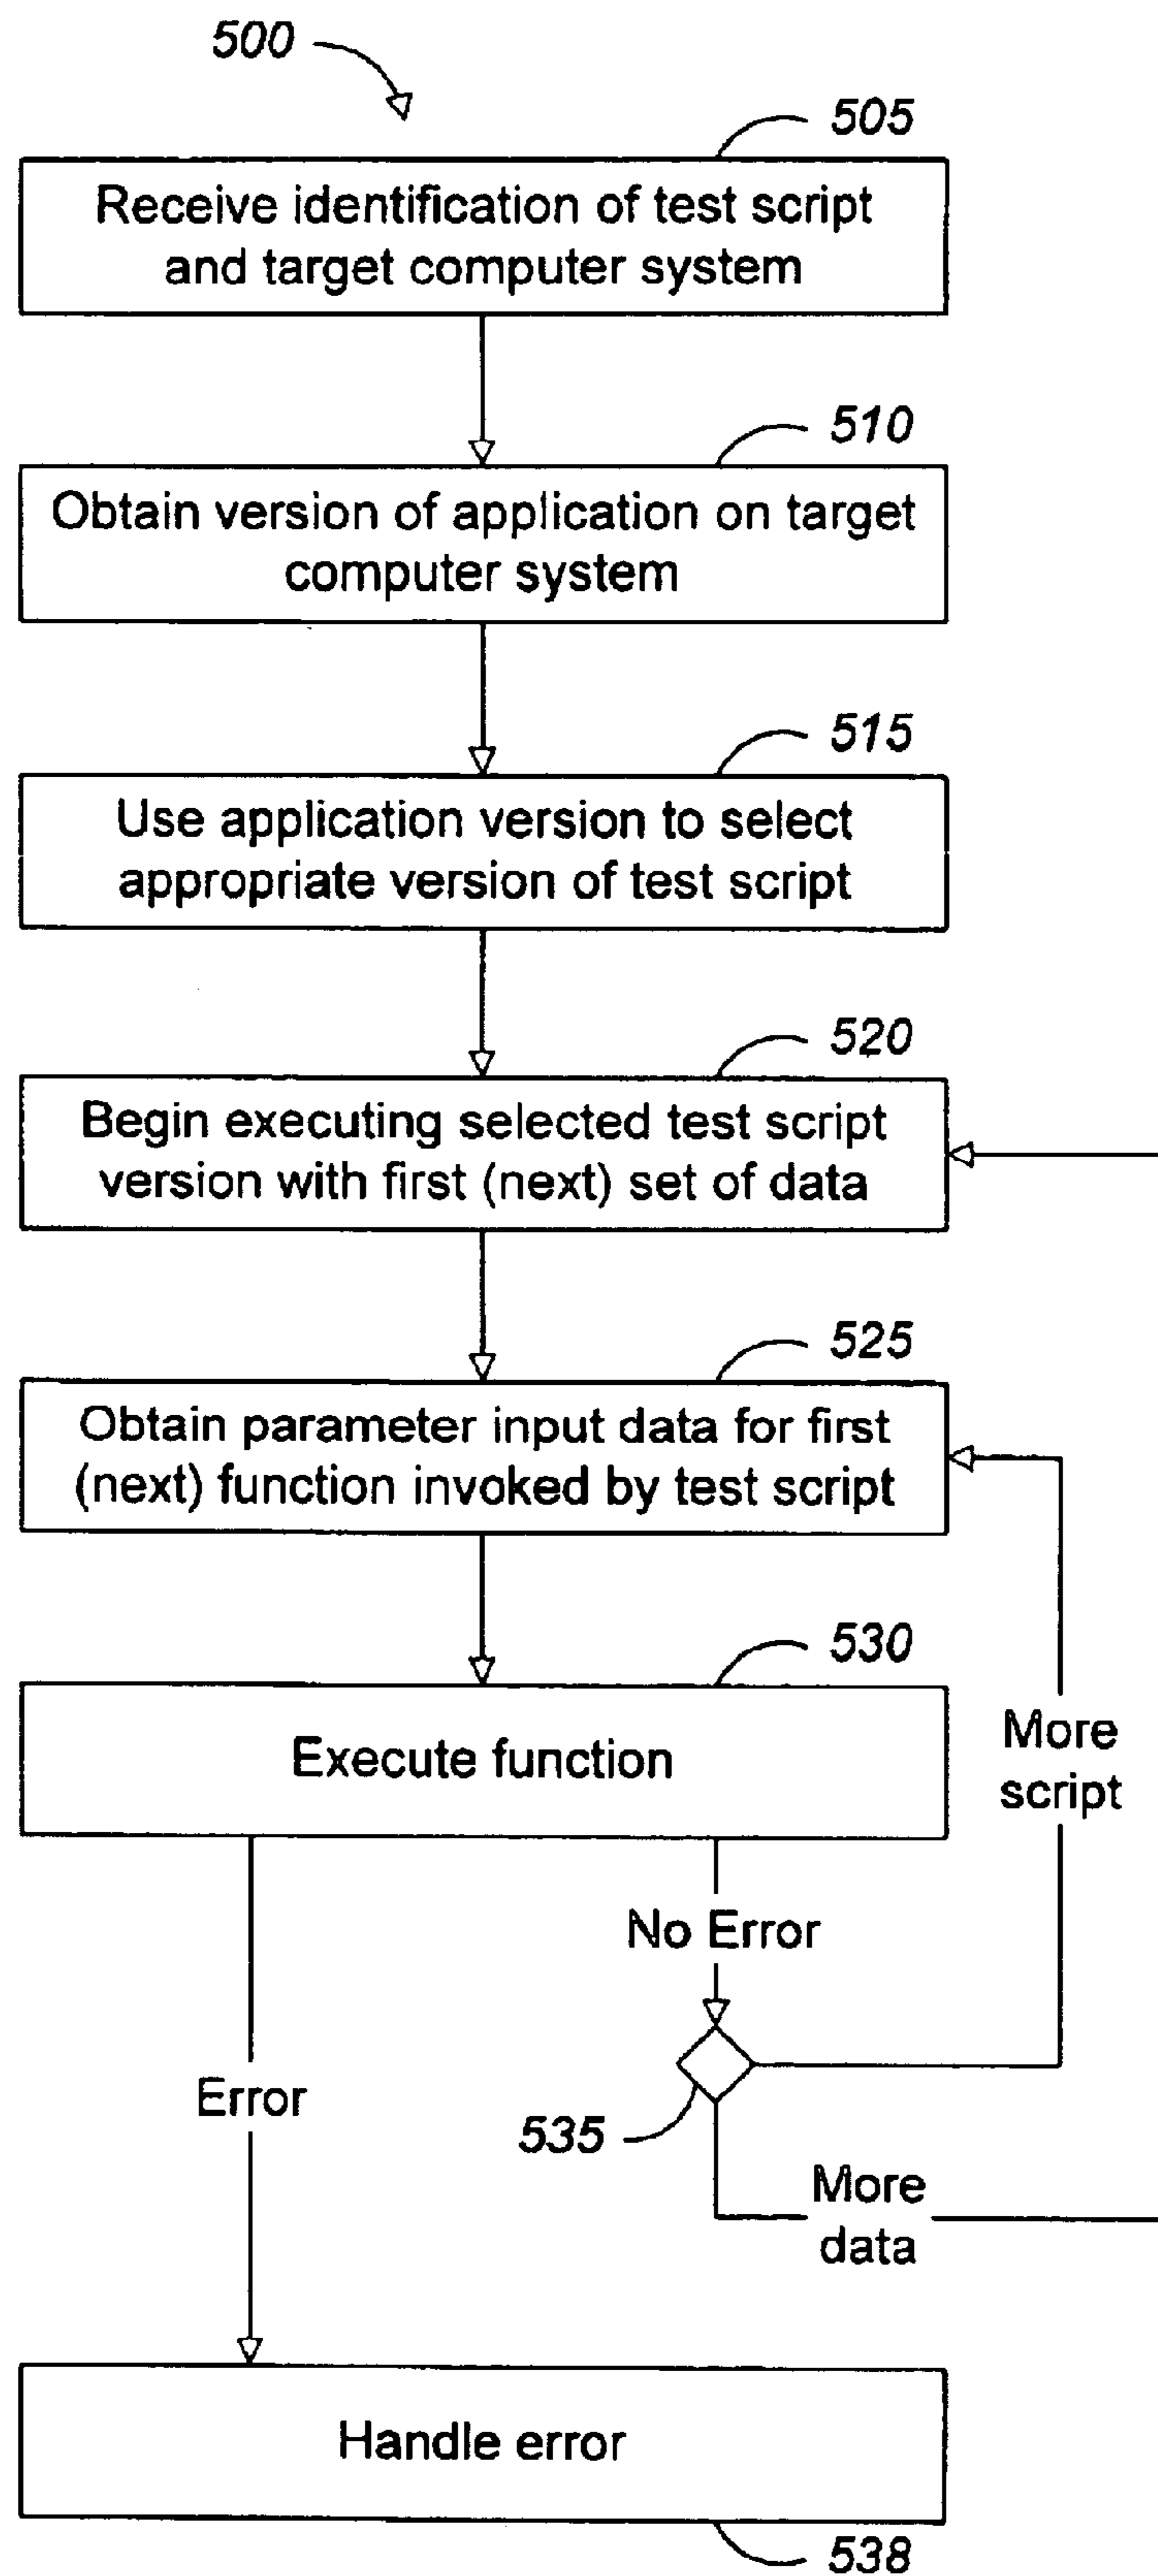 500
505
Receive identification of test script
and target computer system
510
Obtain version of application on target
computer system
515
Use application version to select
appropriate version of test script
520
Begin executing selected test script
version with first (next) set of data
525
Obtain parameter input data for first
(next) function invoked by test script
530
Execute function
More
script
No Error
Error
535
More
data
Handle error
538